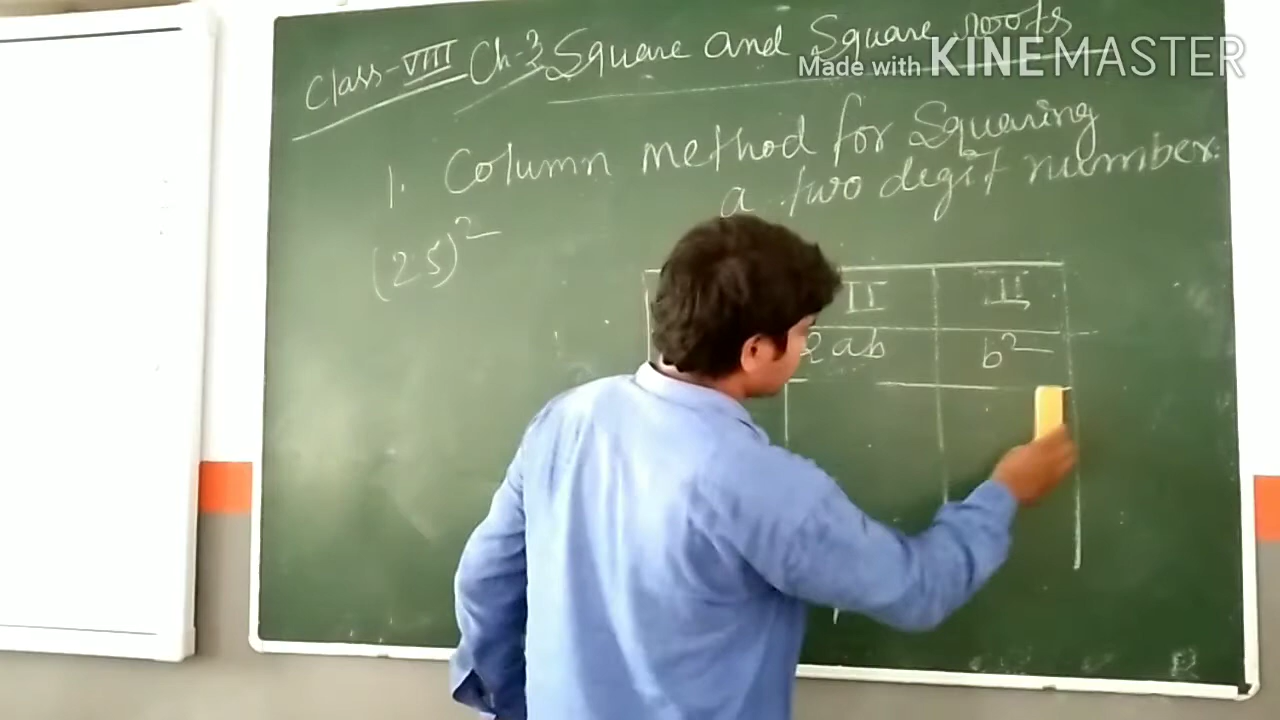 Class-VIII Ch-3 Square and Square roots
Made with KINEMASTER
1. Column method for Squaring
a two digit number.
(25)²
II II
2ab b²